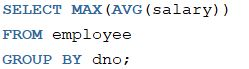 SELECT MAX(AVG(salary))
FROM employee
GROUP BY dno;